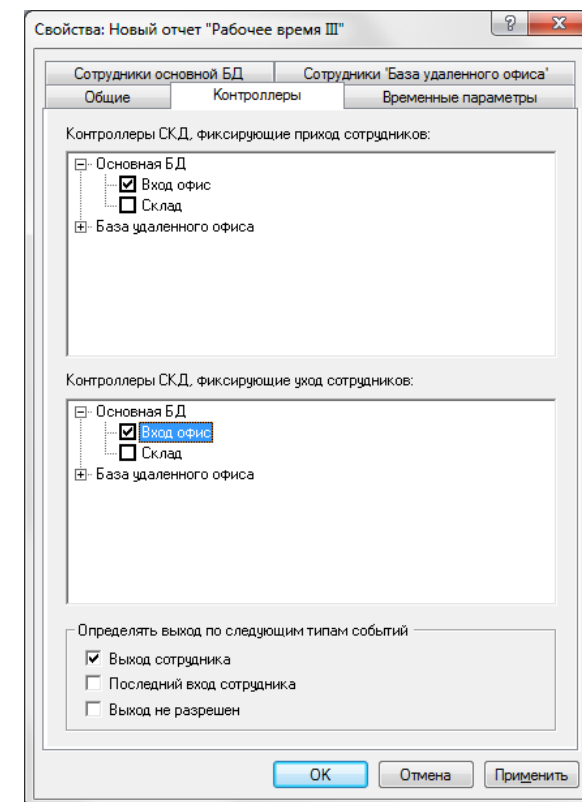 Свойства: Новый отчет "Рабочее время III"
Сотрудники основной БД
Сотрудники 'База удаленного офиса'
Общие
Контроллеры
Временные параметры
Контроллеры СКД, фиксирующие приход сотрудников:
Основная БД
Вход офис
Склад
База удаленного офиса
Контроллеры СКД, фиксирующие уход сотрудников:
Основная БД
Вход офис
Склад
База удаленного офиса
Определять выход по следующим типам событий
Выход сотрудника
Последний вход сотрудника
Выход не разрешен
OK
Отмена
Применить